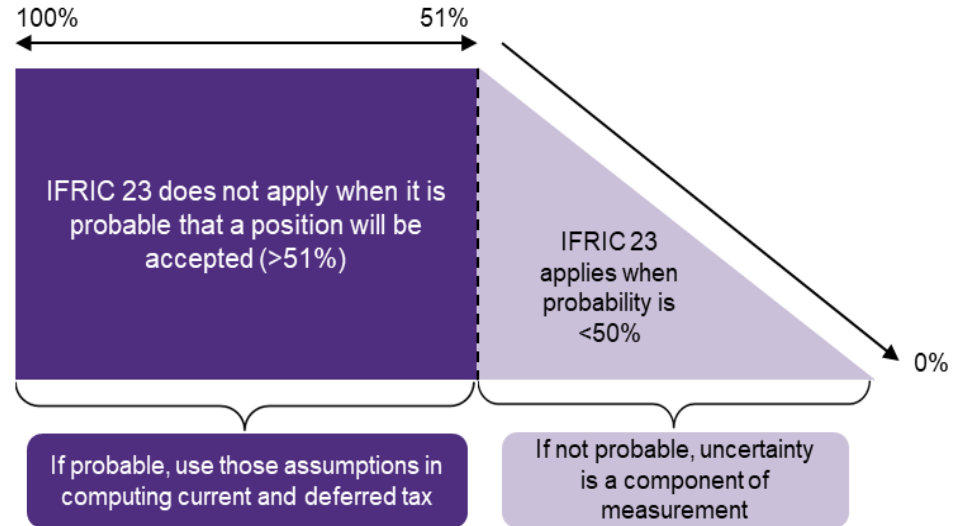 100%
51%
IFRIC 23 does not apply when it is
probable that a position will be
accepted (>51%)
IFRIC 23
applies when
probability is
<50%
0%
If probable, use those assumptions in
computing current and deferred tax
If not probable, uncertainty
is a component of
measurement